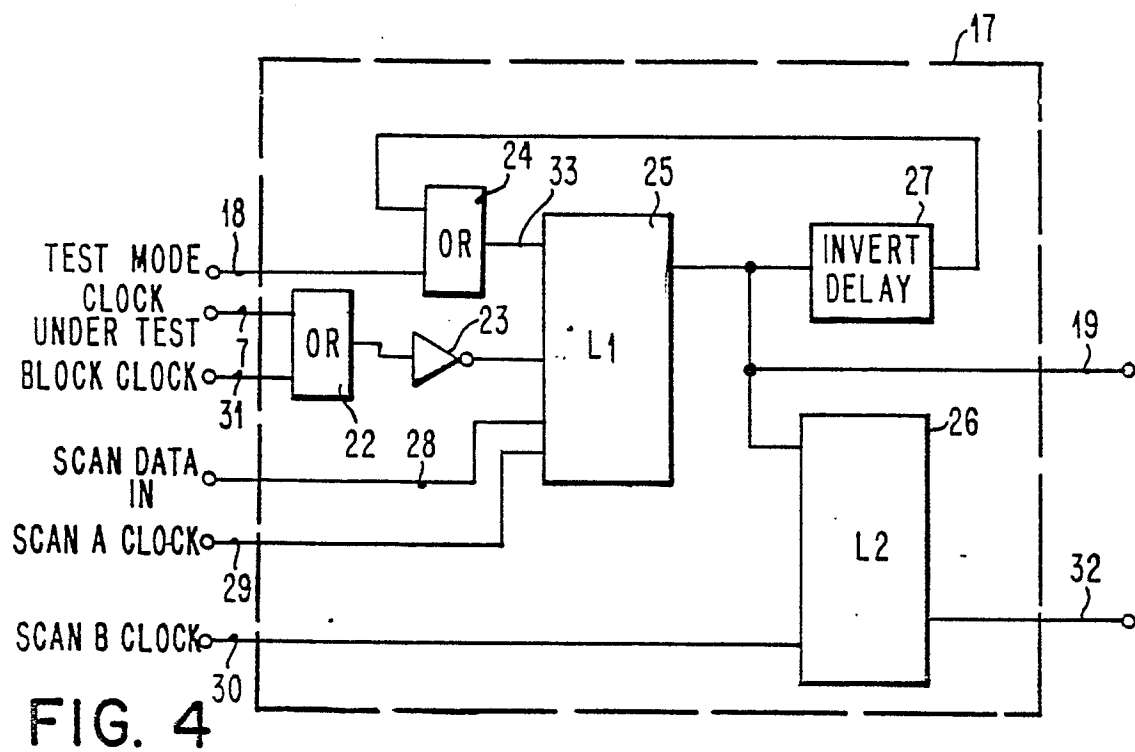 17
24
33
25
27
18
OR
INVERT
DELAY
TEST MODE
CLOCK
UNDER TEST
7
OR
23
L1
19
BLOCK CLOCK
31
22
26
SCAN DATA
IN
28
SCAN A CLOCK
29
L2
32
SCAN B CLOCK
30
FIG. 4